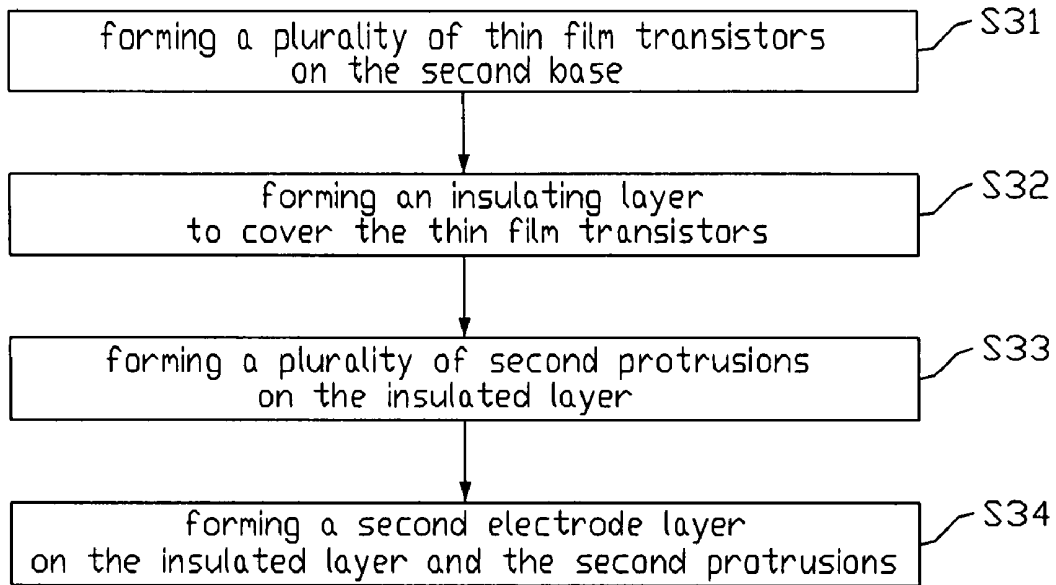 forming a plurality of thin film transistors
on the second base
S31
forming an insulating layer
to cover the thin film transistors
S32
forming a plurality of second protrusions
on the insulated layer
S33
forming a second electrode layer
on the insulated layer and the second protrusions
S34